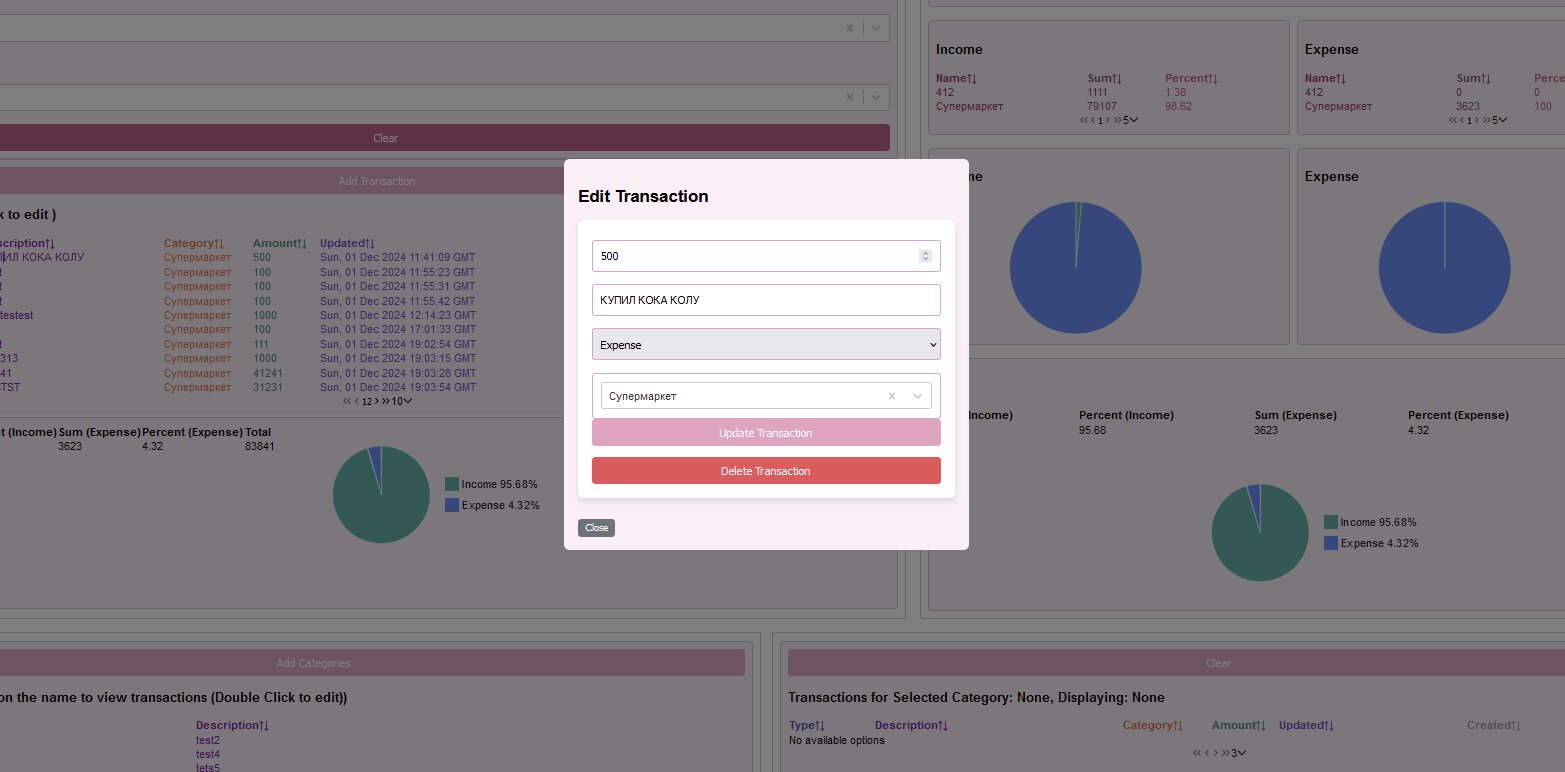 Clear
Add Transaction
k to edit )
scription↑↓ Category↑↓ Amount↑↓ Updated↑↓
ПИЛ КОКА КОЛУ Супермаркет 500 Sun, 01 Dec 2024 11:41:09 GMT
t Супермаркет 100 Sun, 01 Dec 2024 11:55:23 GMT
t Супермаркет 100 Sun, 01 Dec 2024 11:55:31 GMT
t Супермаркет 100 Sun, 01 Dec 2024 11:55:42 GMT
testest Супермаркет 1000 Sun, 01 Dec 2024 12:14:23 GMT
Супермаркет 100 Sun, 01 Dec 2024 17:01:33 GMT
t Супермаркет 111 Sun, 01 Dec 2024 19:02:54 GMT
313 Супермаркет 1000 Sun, 01 Dec 2024 19:03:15 GMT
41 Супермаркет 41241 Sun, 01 Dec 2024 19:03:28 GMT
TST Супермаркет 31231 Sun, 01 Dec 2024 19:03:54 GMT
« ‹ 12 › » 10
t (Income) Sum (Expense) Percent (Expense) Total
3623 4.32 83841
Income 95.68%
Expense 4.32%
Income
Name↑↓ Sum↑↓ Percent↑↓
412 1111 1.38
Супермаркет 79107 98.62
« ‹ 1 › » 5
Expense
Name↑↓ Sum↑↓ Perce
412 0 0
Супермаркет 3623 100
« ‹ 1 › » 5
ne
Expense
Edit Transaction
500
КУПИЛ КОКА КОЛУ
Expense
Супермаркет
Update Transaction
Delete Transaction
Close
Income) Percent (Income) Sum (Expense) Percent (Expense)
95.68 3623 4.32
Income 95.68%
Expense 4.32%
Add Categories
on the name to view transactions (Double Click to edit))
Description↑↓
test2
test4
tets5
Clear
Transactions for Selected Category: None, Displaying: None
Type↑↓ Description↑↓ Category↑↓ Amount↑↓ Updated↑↓ Created↑↓
No available options
« ‹ › » 3